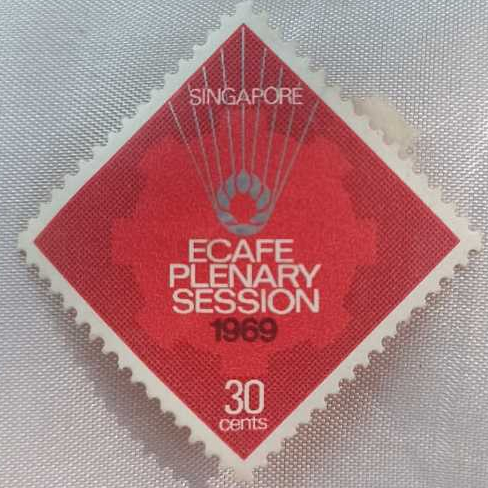 SINGAPORE
ECAFE
PLENARY
SESSION
1969
30
cents